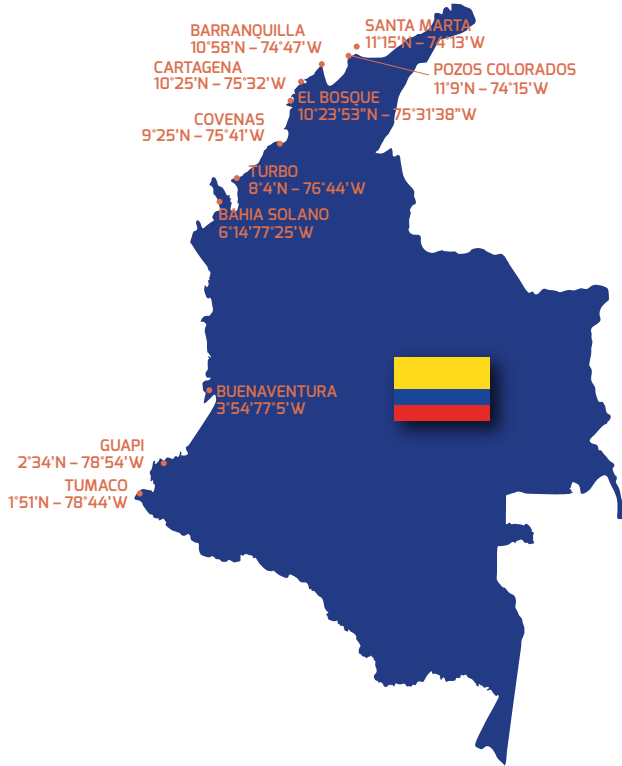 BARRANQUILLA
10°58'N – 74°47'W
SANTA MARTA
11°15'N – 74°13'W
CARTAGENA
10°25'N – 75°32'W
POZOS COLORADOS
11°9'N – 74°15'W
EL BOSQUE
10°23'53"N – 75°31'38"W
COVENAS
9°25'N – 75°41'W
TURBO
8°4'N – 76°44'W
BAHIA SOLANO
6°14'77°25'W
BUENAVENTURA
3°54'77°5'W
GUAPI
2°34'N – 78°54'W
TUMACO
1°51'N – 78°44'W